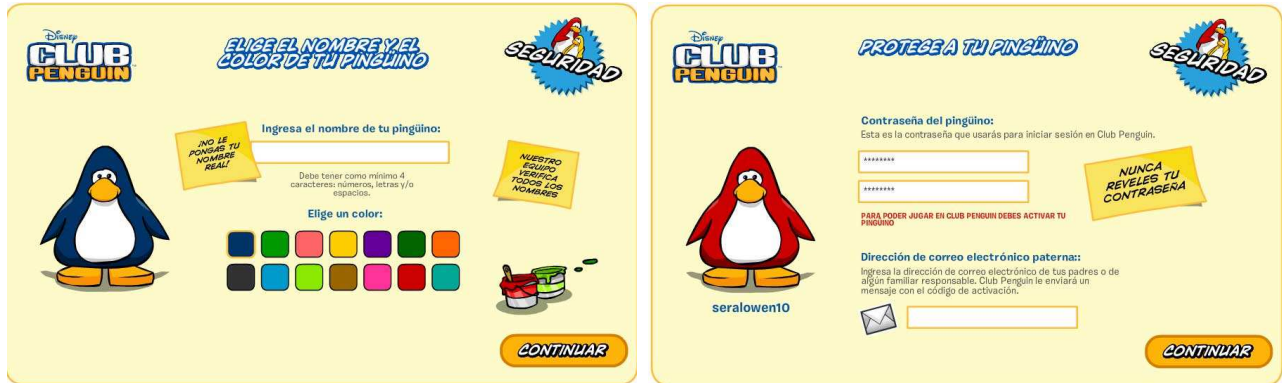 Disney
CLUB
PENGUIN
ELIGE EL NOMBRE Y EL
COLOR DE TU PINGÜINO
SEGURIDAD
¡NO LE
PONGAS TU
NOMBRE
REAL!
Ingresa el nombre de tu pingüino:
Debe tener como mínimo 4
caracteres: números, letras y/o
espacios.
NUESTRO
EQUIPO
VERIFICA
TODOS LOS
NOMBRES
Elige un color:
CONTINUAR
Disney
CLUB
PENGUIN
PROTEGE A TU PINGÜINO
SEGURIDAD
Contraseña del pingüino:
Esta es la contraseña que usarás para iniciar sesión en Club Penguin.
********
********
NUNCA
REVELES TU
CONTRASEÑA
PARA PODER JUGAR EN CLUB PENGUIN DEBES ACTIVAR TU
PINGÜINO
Dirección de correo electrónico paterna::
Ingresa la dirección de correo electrónico de tus padres o de
algún familiar responsable. Club Penguin le enviará un
mensaje con el código de activación.
seralowen10
CONTINUAR